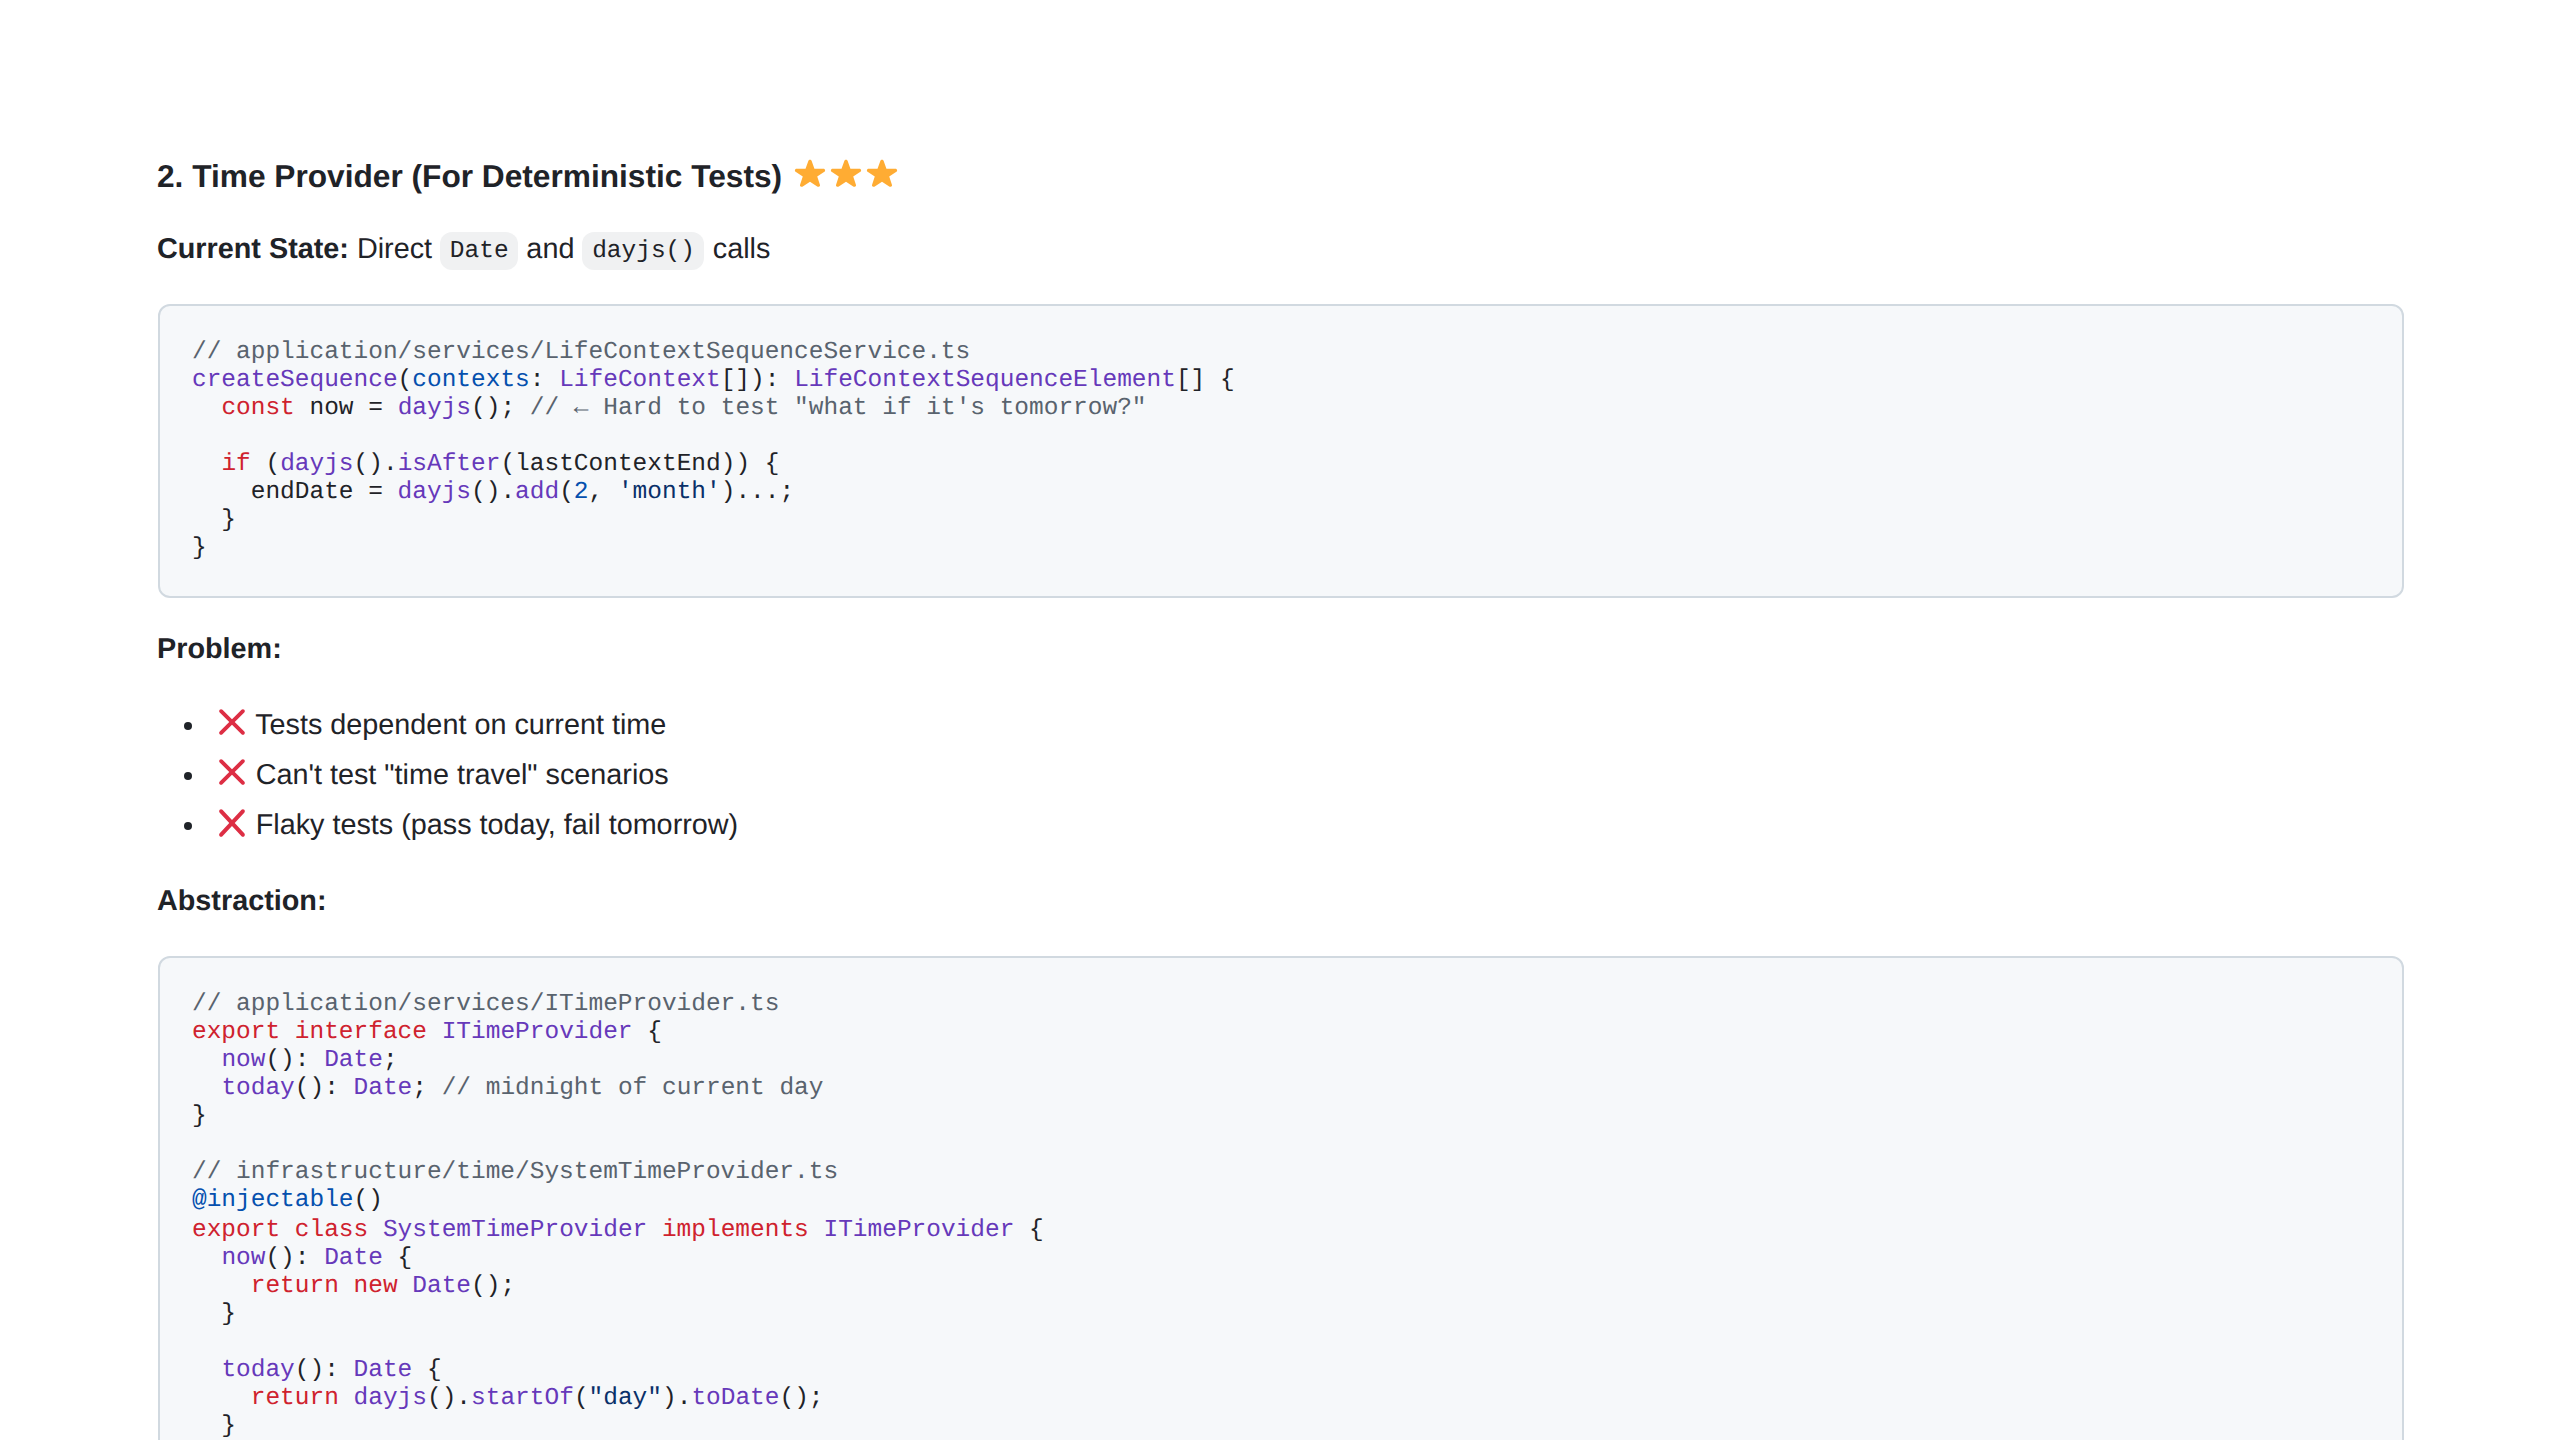 2. Time Provider (For Deterministic Tests) ⭐⭐⭐
Current State: Direct Date and dayjs() calls
// application/services/LifeContextSequenceService.ts
createSequence(contexts: LifeContext[]): LifeContextSequenceElement[] {
  const now = dayjs(); // ← Hard to test "what if it's tomorrow?"
  if (dayjs().isAfter(lastContextEnd)) {
    endDate = dayjs().add(2, 'month')...;
  }
}
Problem:
• ❌ Tests dependent on current time
• ❌ Can't test "time travel" scenarios
• ❌ Flaky tests (pass today, fail tomorrow)
Abstraction:
// application/services/ITimeProvider.ts
export interface ITimeProvider {
  now(): Date;
  today(): Date; // midnight of current day
}
// infrastructure/time/SystemTimeProvider.ts
@injectable()
export class SystemTimeProvider implements ITimeProvider {
  now(): Date {
    return new Date();
  }
  today(): Date {
    return dayjs().startOf("day").toDate();
  }